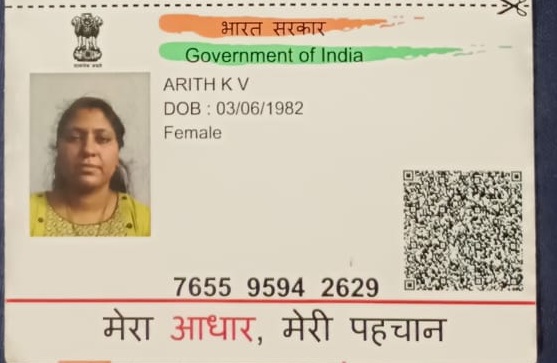 भारत सरकार
Government of India
ARITH K V
DOB : 03/06/1982
Female
7655 9594 2629
मेरा आधार, मेरी पहचान